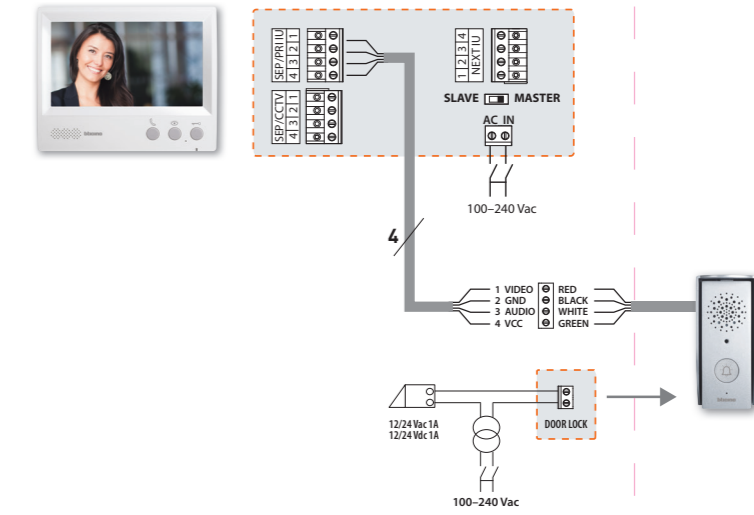 SEP/PRI IU
4 3 2 1
1 2 3 4
NEXT IU
SEP/CCTV
4 3 2 1
SLAVE MASTER
AC IN
100–240 Vac
4
1 VIDEO RED
2 GND BLACK
3 AUDIO WHITE
4 VCC GREEN
12/24 Vac 1A
12/24 Vdc 1A
DOOR LOCK
100–240 Vac